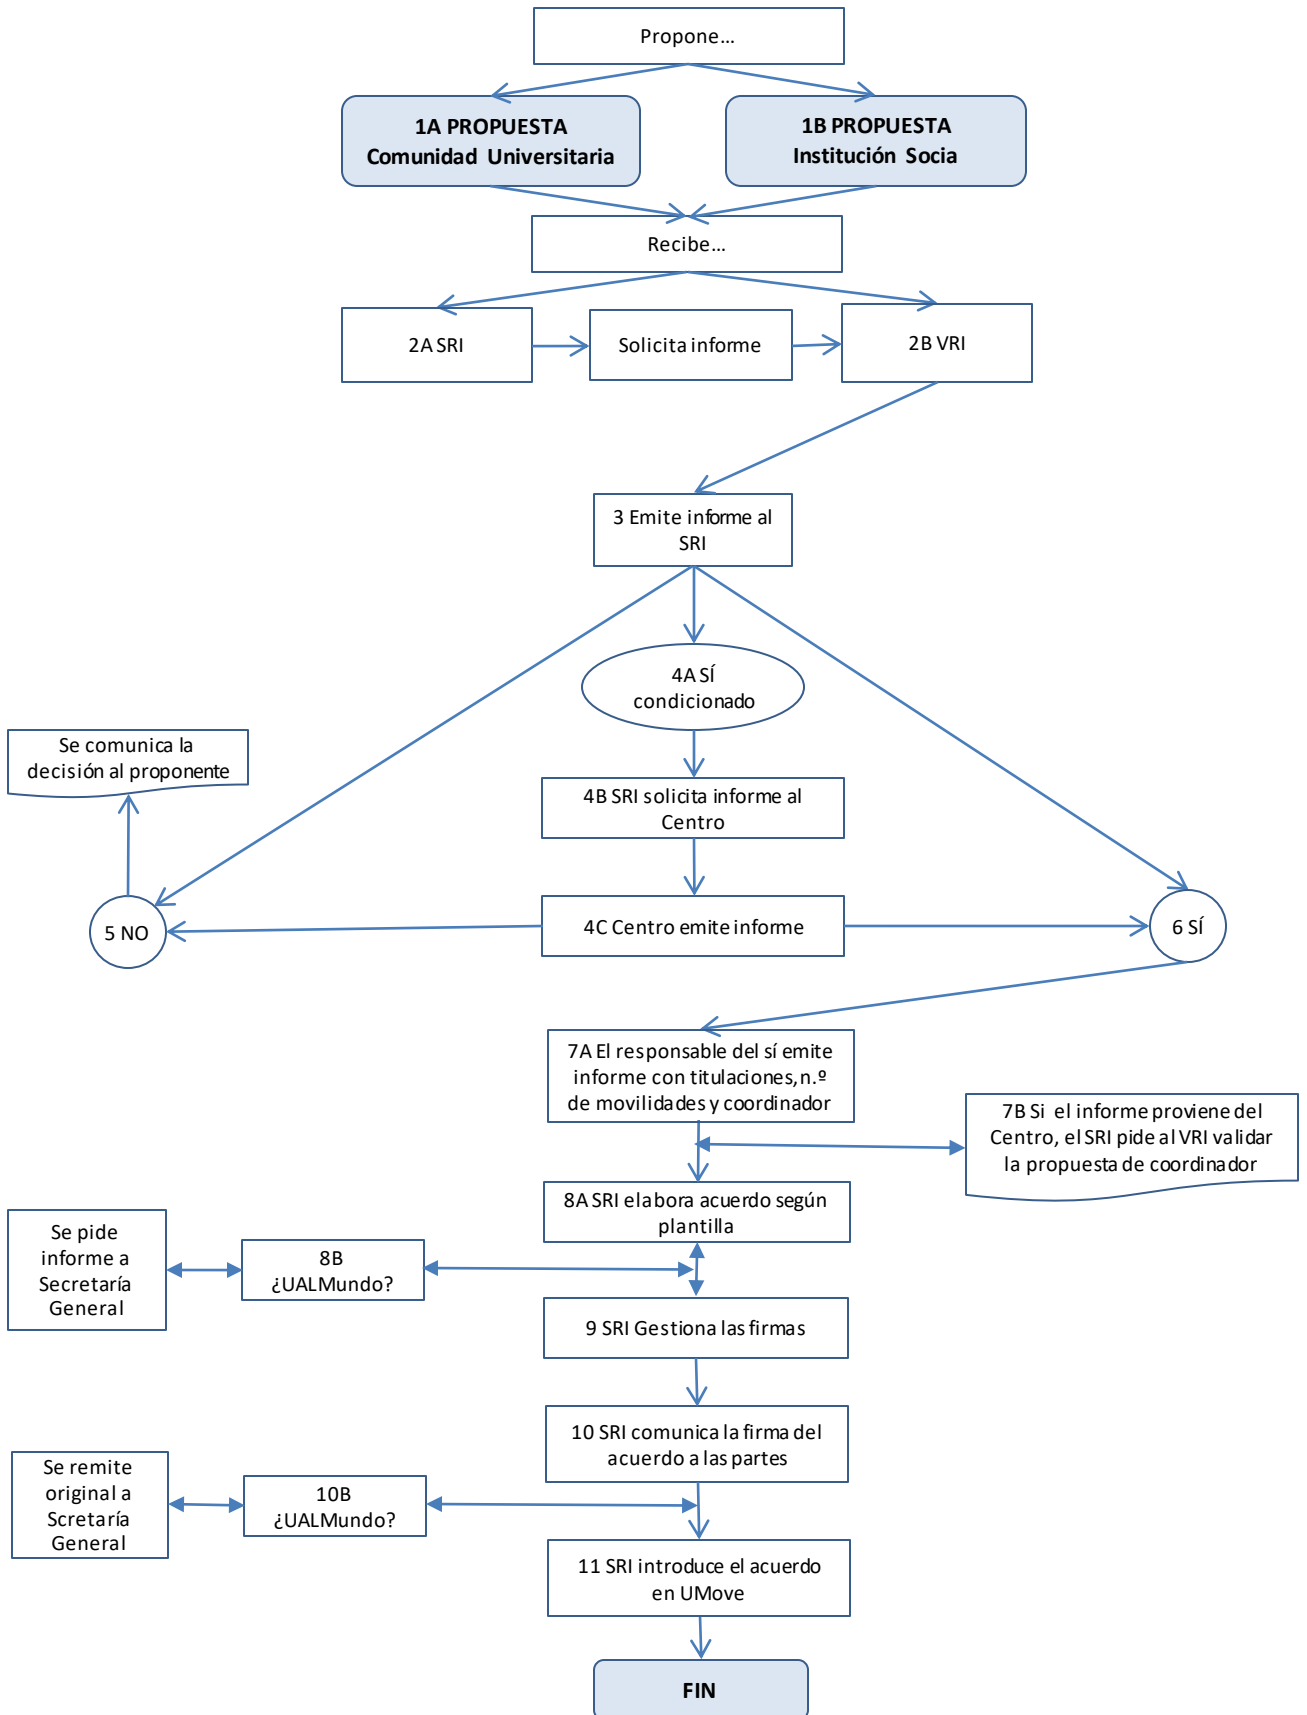 Propone...
1A PROPUESTA
Comunidad Universitaria
1B PROPUESTA
Institución Socia
Recibe...
2A SRI
Solicita informe
2B VRI
3 Emite informe al
SRI
4A SÍ
condicionado
Se comunica la
decisión al proponente
4B SRI solicita informe al
Centro
5 NO
4C Centro emite informe
6 SÍ
7A El responsable del sí emite
informe con titulaciones, n.º
de movilidades y coordinador
7B Si el informe proviene del
Centro, el SRI pide al VRI validar
la propuesta de coordinador
8A SRI elabora acuerdo según
plantilla
Se pide
informe a
Secretaría
General
8B
¿UALMundo?
9 SRI Gestiona las firmas
10 SRI comunica la firma del
acuerdo a las partes
Se remite
original a
Scretaría
General
10B
¿UALMundo?
11 SRI introduce el acuerdo
en UMove
FIN